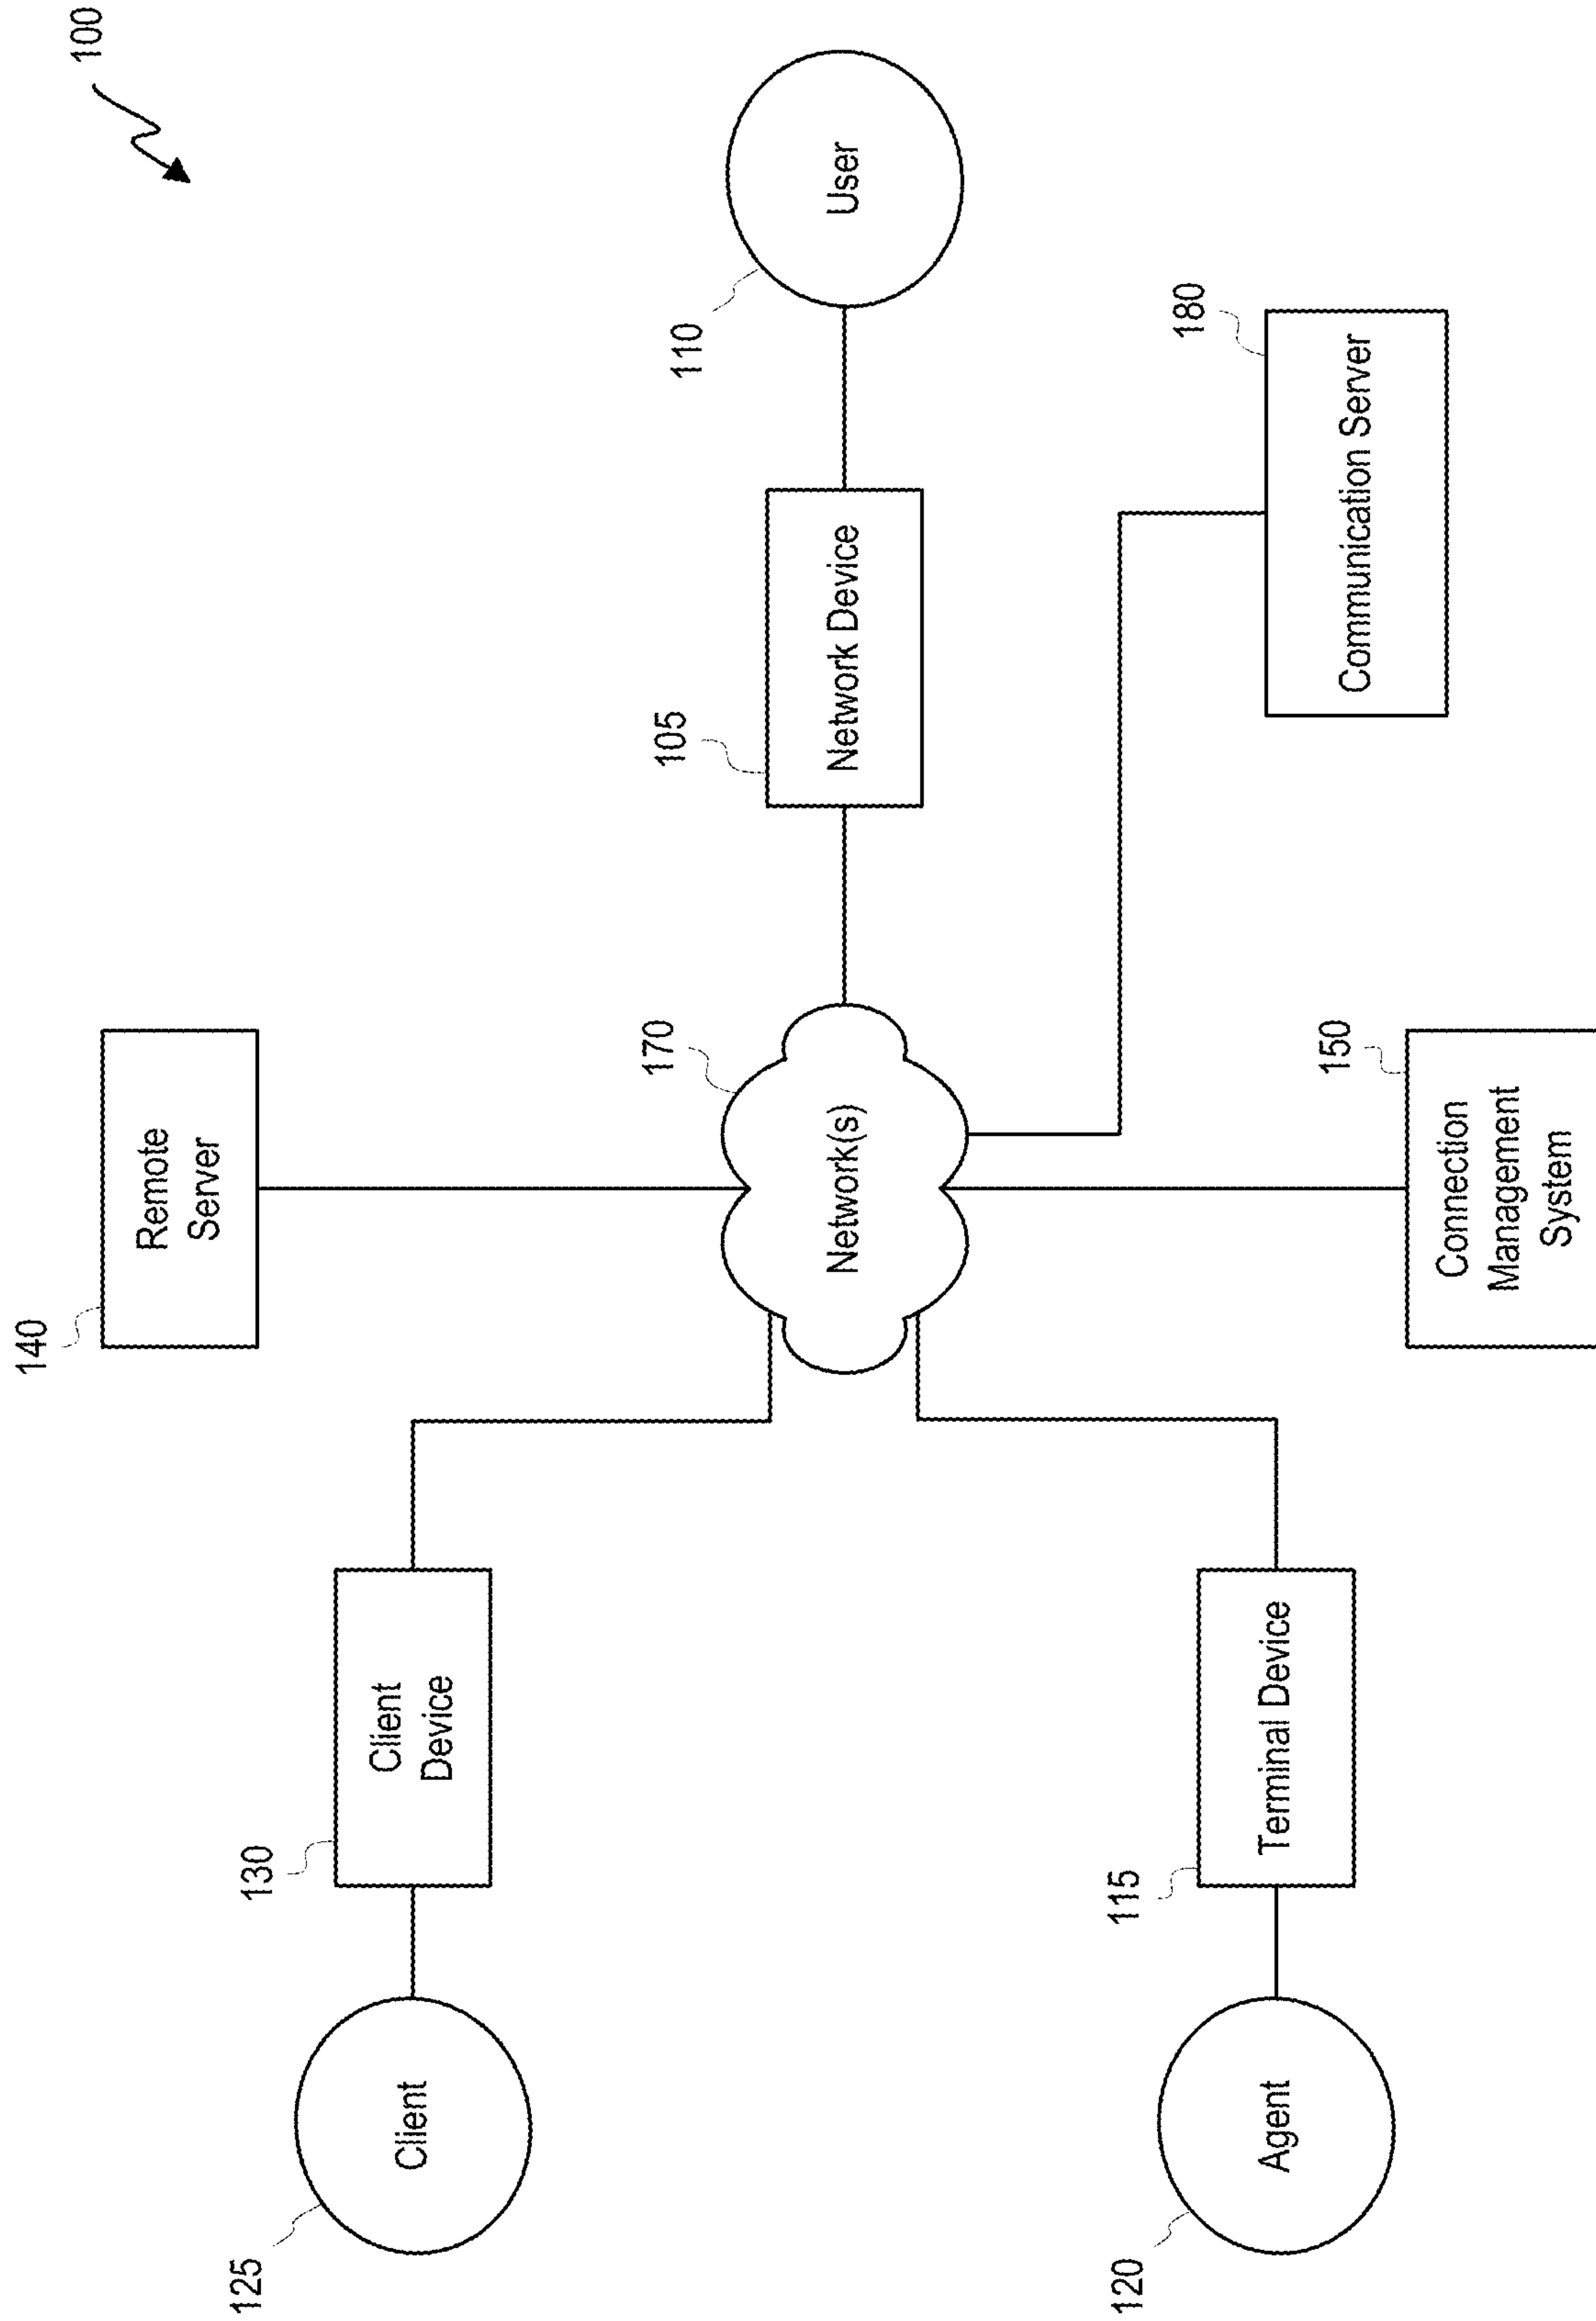 100
140
Remote
Server
125
Client
130
Client
Device
170
Network(s)
105
Network Device
110
User
120
Agent
115
Terminal Device
150
Connection
Management
System
180
Communication Server